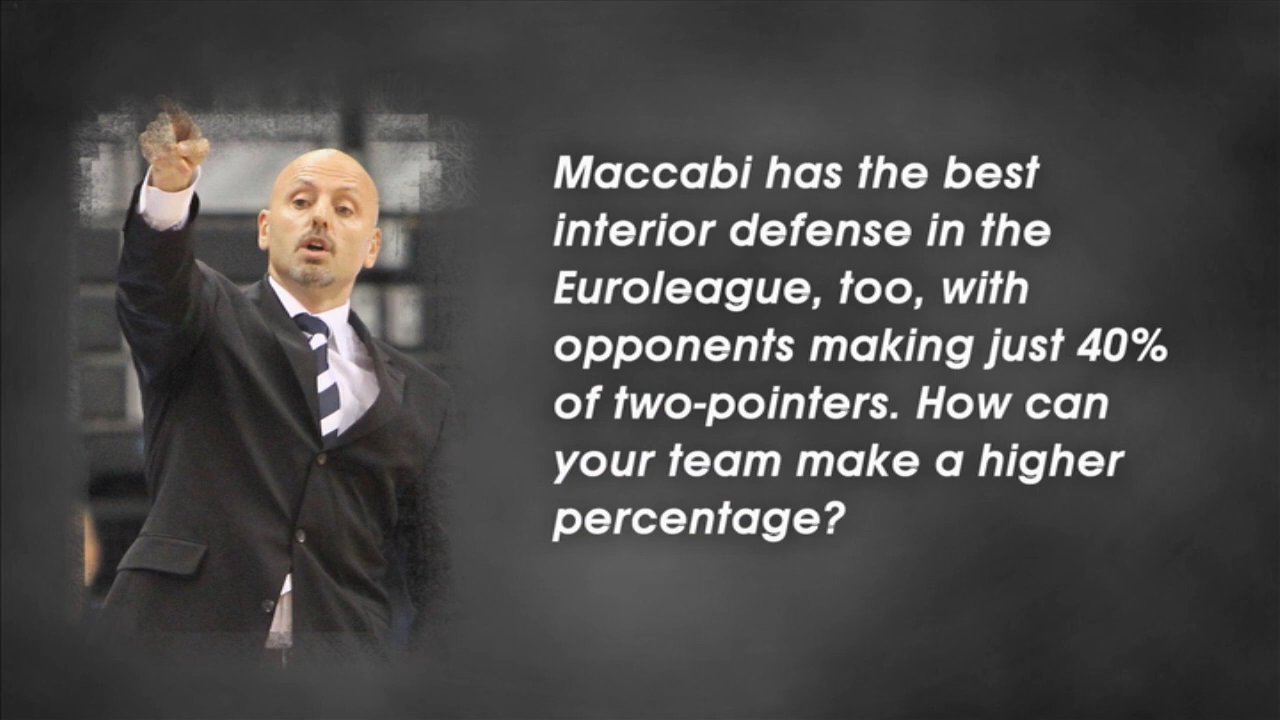 Maccabi has the best
interior defense in the
Euroleague, too, with
opponents making just 40%
of two-pointers. How can
your team make a higher
percentage?